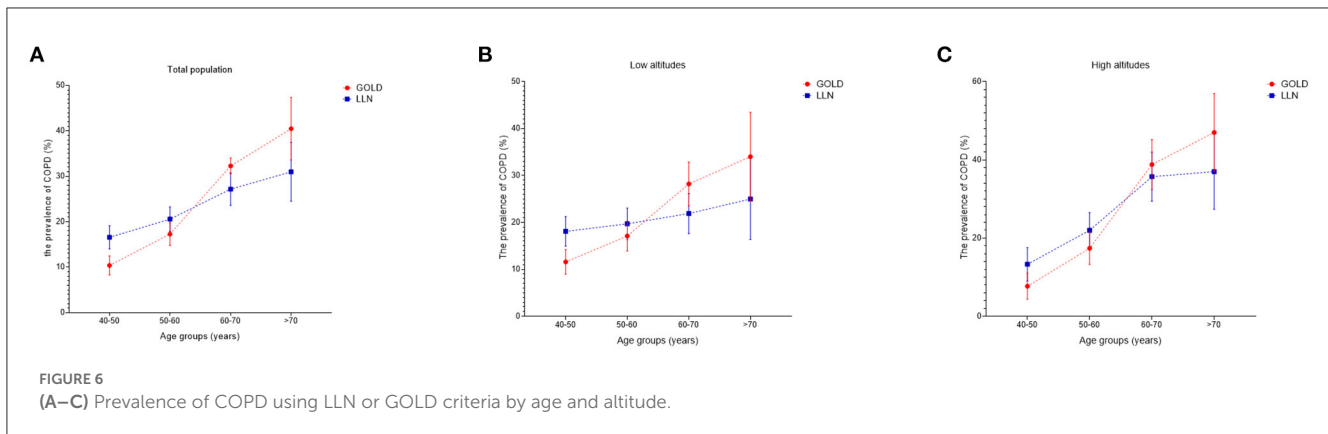 A
Total population
GOLD
LLN
the prevalence of COPD (%)
50
40
30
20
10
0
40-50
50-60
60-70
>70
Age groups (years)
B
Low altitudes
GOLD
LLN
The prevalence of COPD (%)
50
40
30
20
10
0
40-50
50-60
60-70
>70
Age groups (years)
C
High altitudes
GOLD
LLN
The prevalence of COPD (%)
60
40
20
0
40-50
50-60
60-70
>70
Age groups (years)
FIGURE 6
(A–C) Prevalence of COPD using LLN or GOLD criteria by age and altitude.